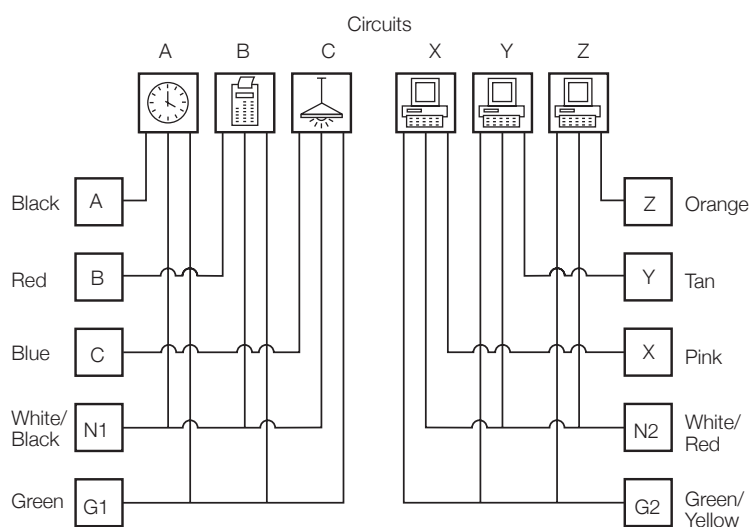 Circuits
A B C X Y Z
Black A Z Orange
Red B Y Tan
Blue C X Pink
White/
Black N1 N2 White/
Red
Green G1 G2 Green/
Yellow